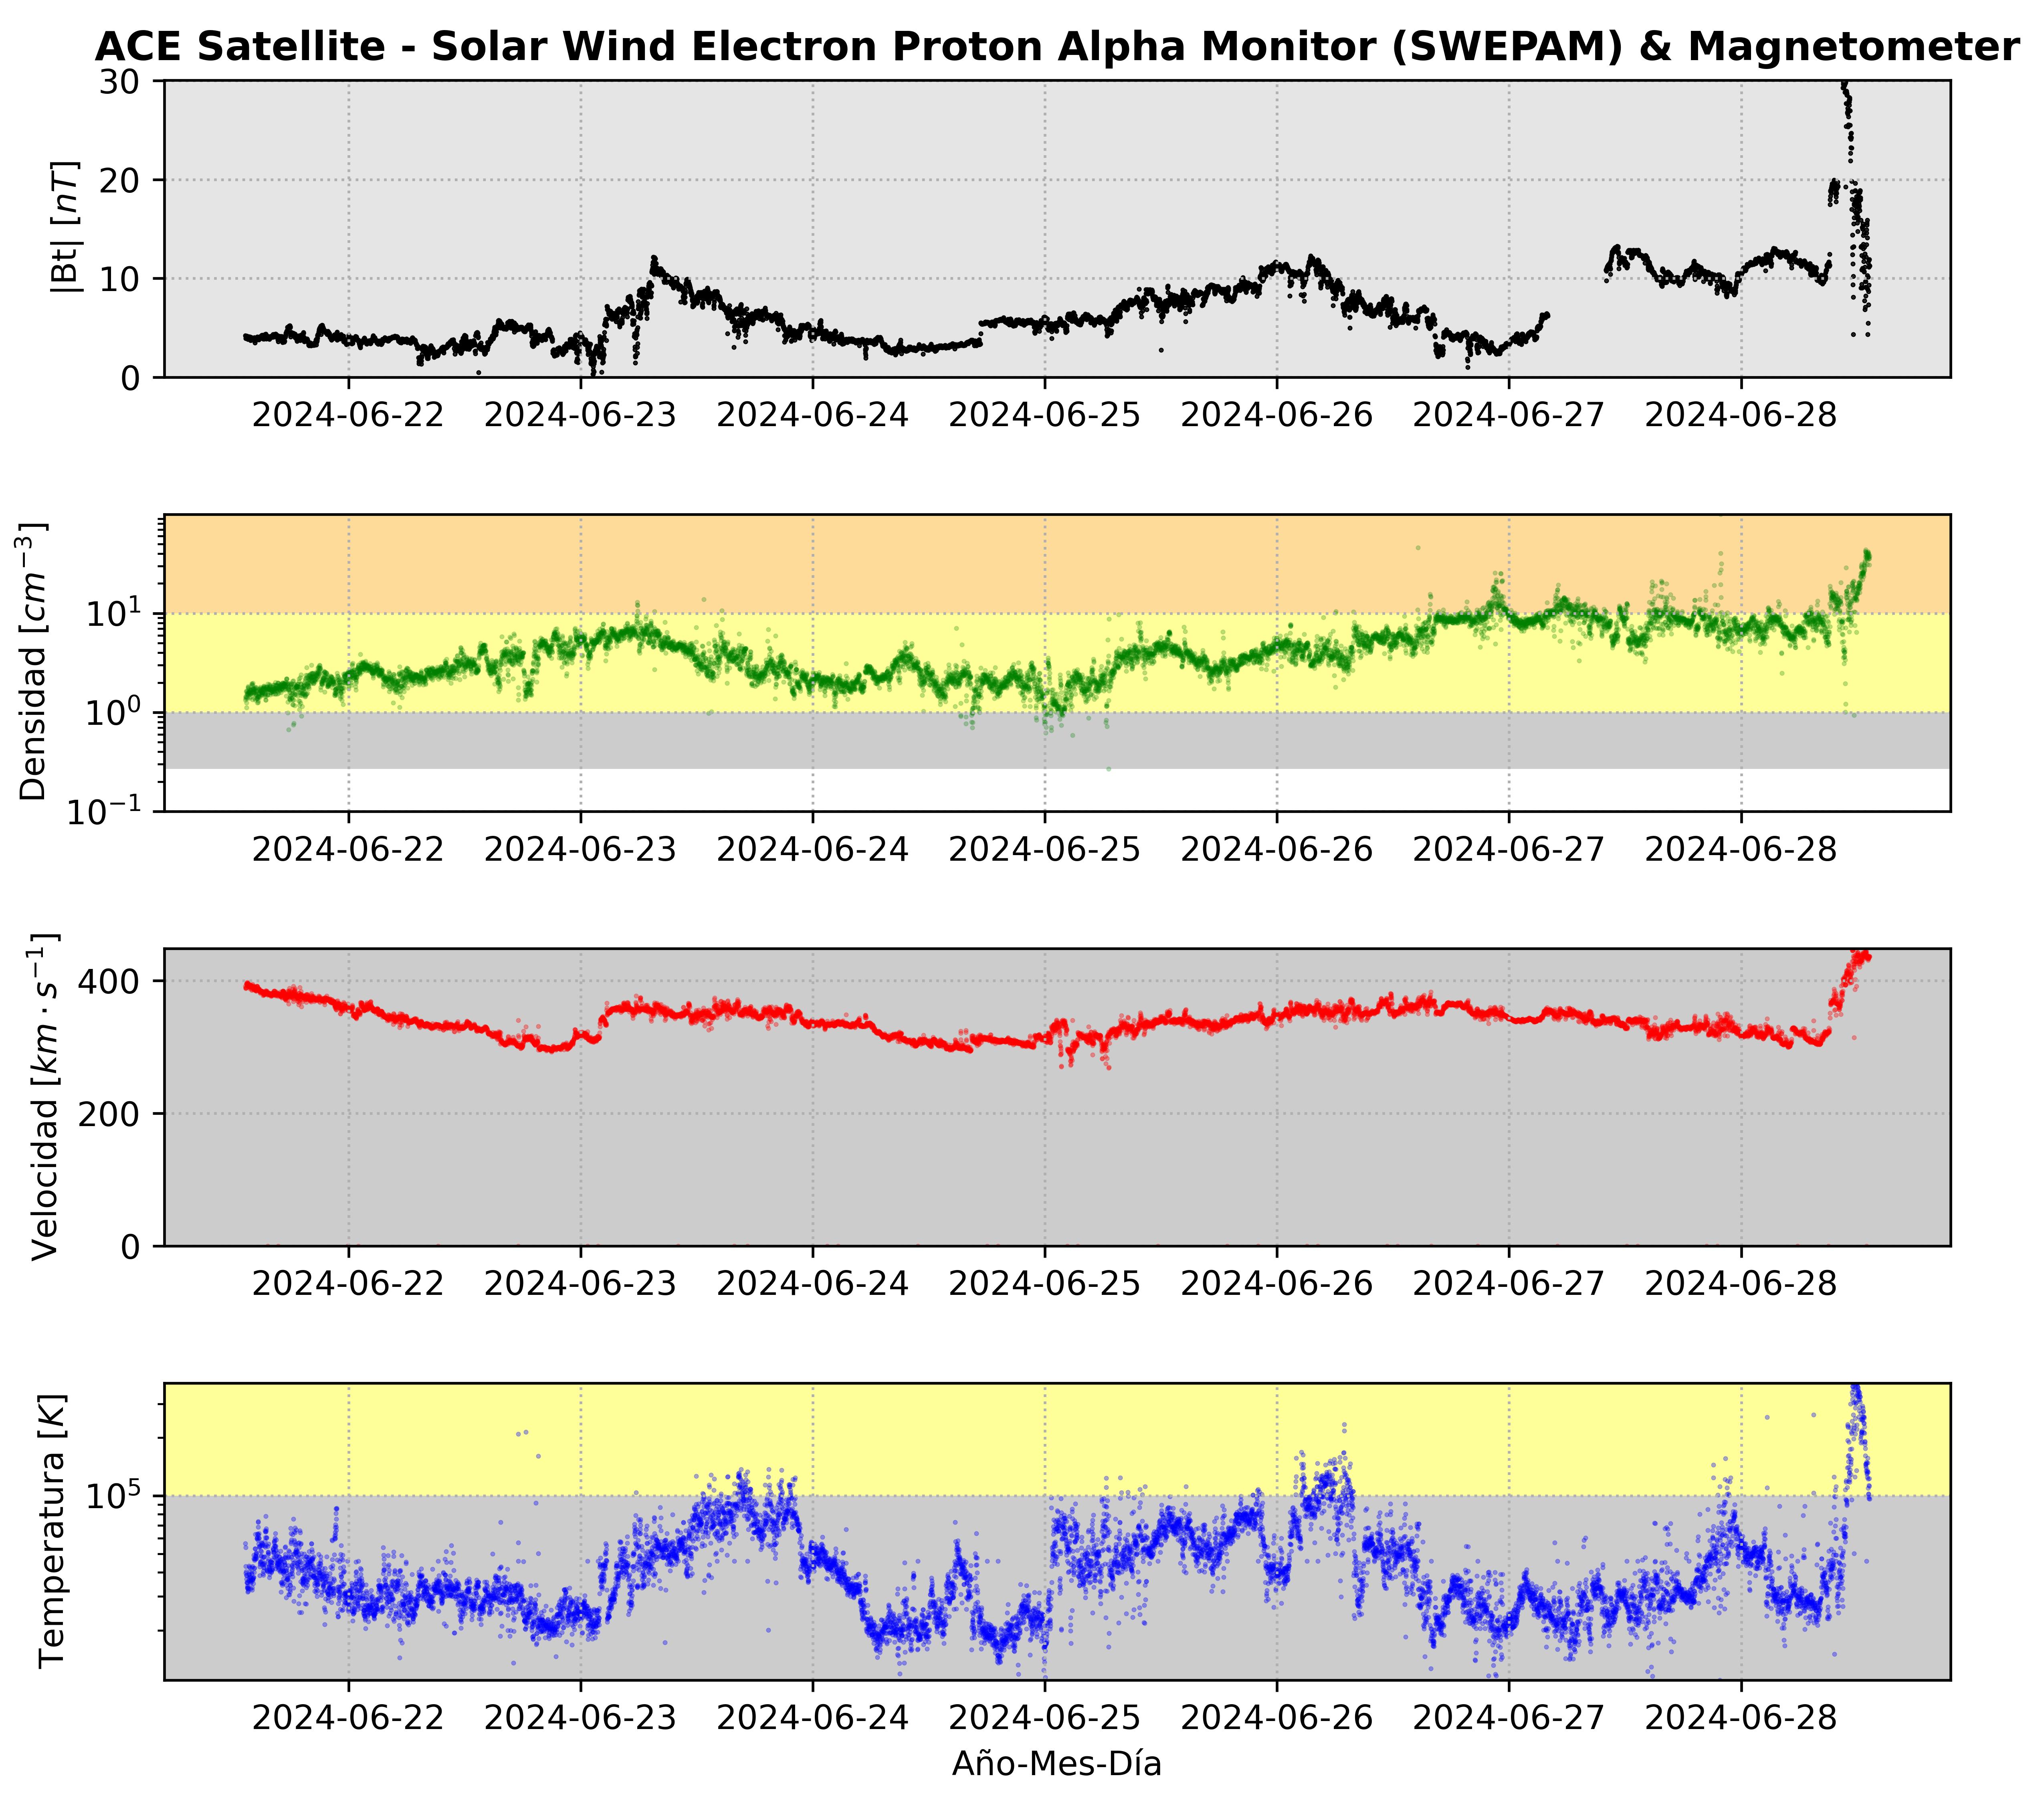 ACE Satellite - Solar Wind Electron Proton Alpha Monitor (SWEPAM) & Magnetometer
|Bt| [nT]
30
20
10
0
2024-06-22 2024-06-23 2024-06-24 2024-06-25 2024-06-26 2024-06-27 2024-06-28
Densidad [cm⁻³]
10¹
10⁰
10⁻¹
2024-06-22 2024-06-23 2024-06-24 2024-06-25 2024-06-26 2024-06-27 2024-06-28
Velocidad [km · s⁻¹]
400
200
0
2024-06-22 2024-06-23 2024-06-24 2024-06-25 2024-06-26 2024-06-27 2024-06-28
Temperatura [K]
10⁵
2024-06-22 2024-06-23 2024-06-24 2024-06-25 2024-06-26 2024-06-27 2024-06-28
Año-Mes-Día